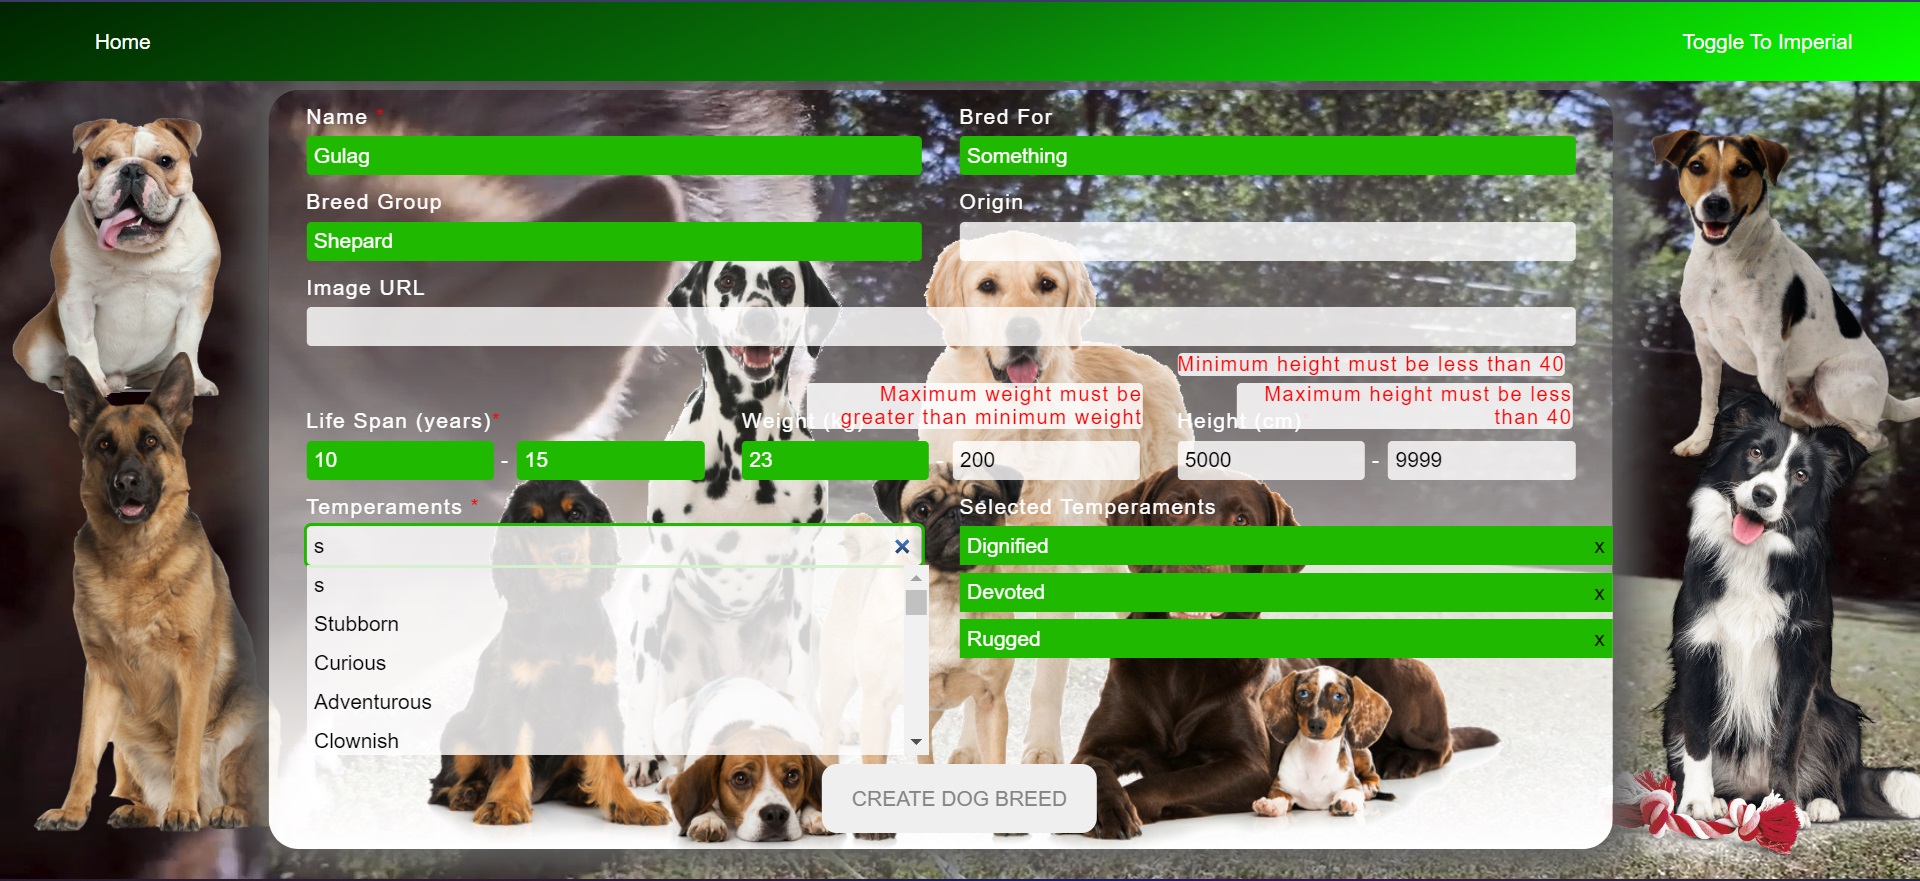 Home
Toggle To Imperial
Name *
Bred For
Gulag
Something
Breed Group
Origin
Shepard
Image URL
Minimum height must be less than 40
Maximum weight must be
greater than minimum weight
Maximum height must be less
than 40
Life Span (years)*
Weight (kg)
Height (cm)
10 - 15
23 - 200
5000 - 9999
Temperaments *
Selected Temperaments
s
Dignified x
s
Devoted x
Stubborn
Rugged x
Curious
Adventurous
Clownish
CREATE DOG BREED